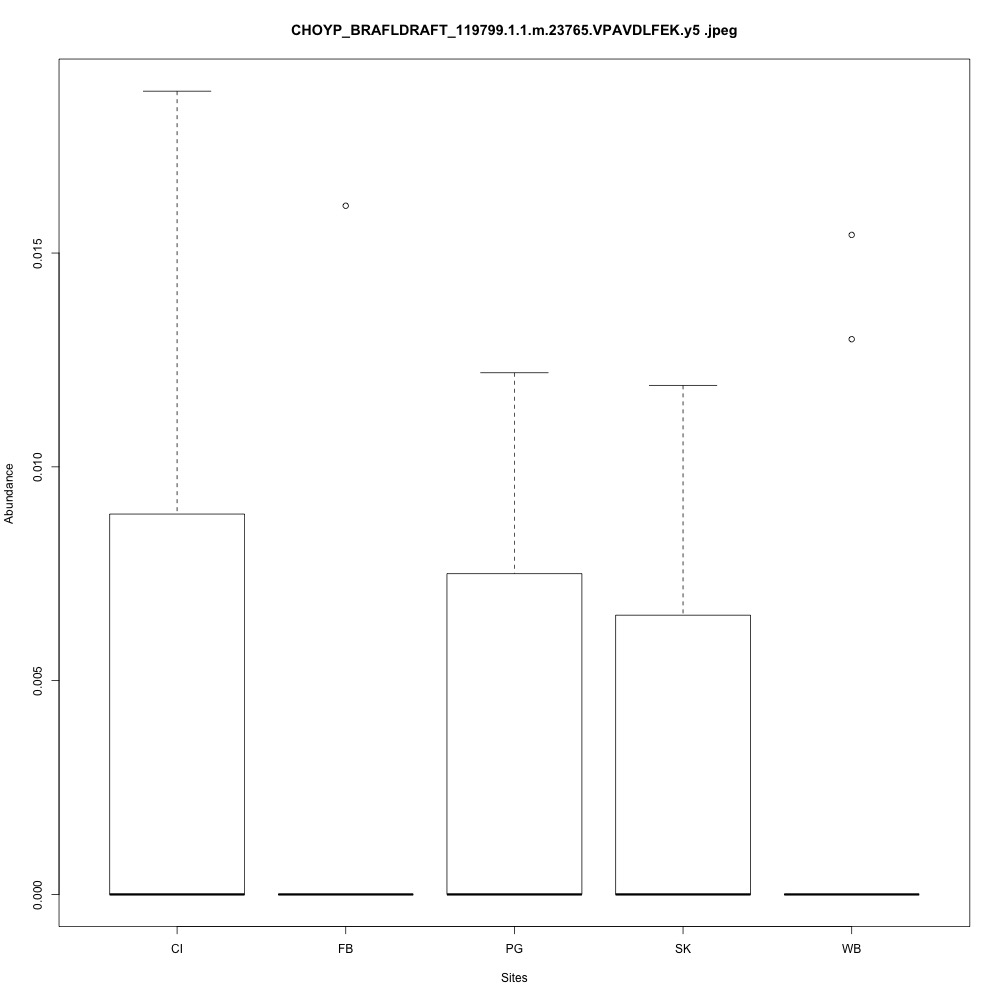 CHOYP_BRAFLDRAFT_119799.1.1.m.23765.VPAVDLFEK.y5 .jpeg
Abundance
0.015
0.010
0.005
0.000
CI FB PG SK WB
Sites